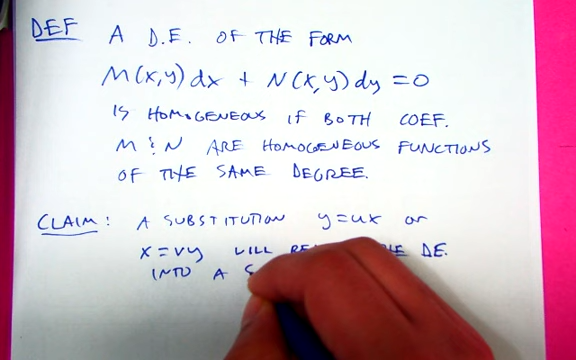 DEF A D.E. OF THE FORM
M(x,y)dx + N(x,y)dy = 0
IS HOMOGENEOUS IF BOTH COEF.
M & N ARE HOMOGENEOUS FUNCTIONS
OF THE SAME DEGREE.
CLAIM: A SUBSTITUTION y=ux or
x=vy WILL DE.
INTO A